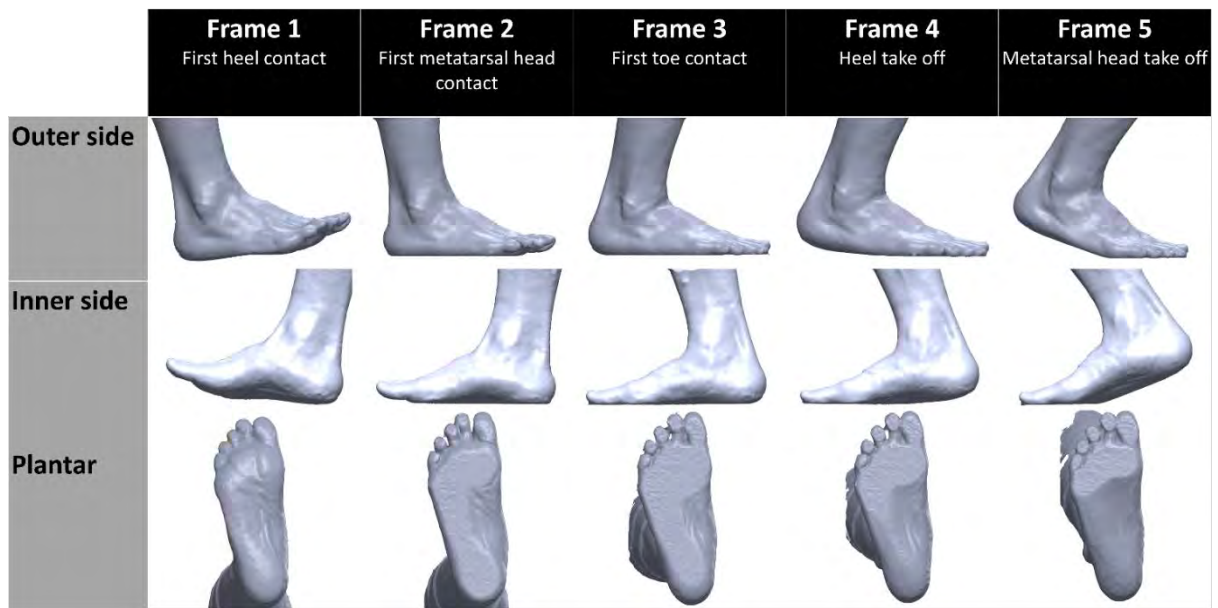 Frame 1
First heel contact
Frame 2
First metatarsal head
contact
Frame 3
First toe contact
Frame 4
Heel take off
Frame 5
Metatarsal head take off
Outer side
Inner side
Plantar